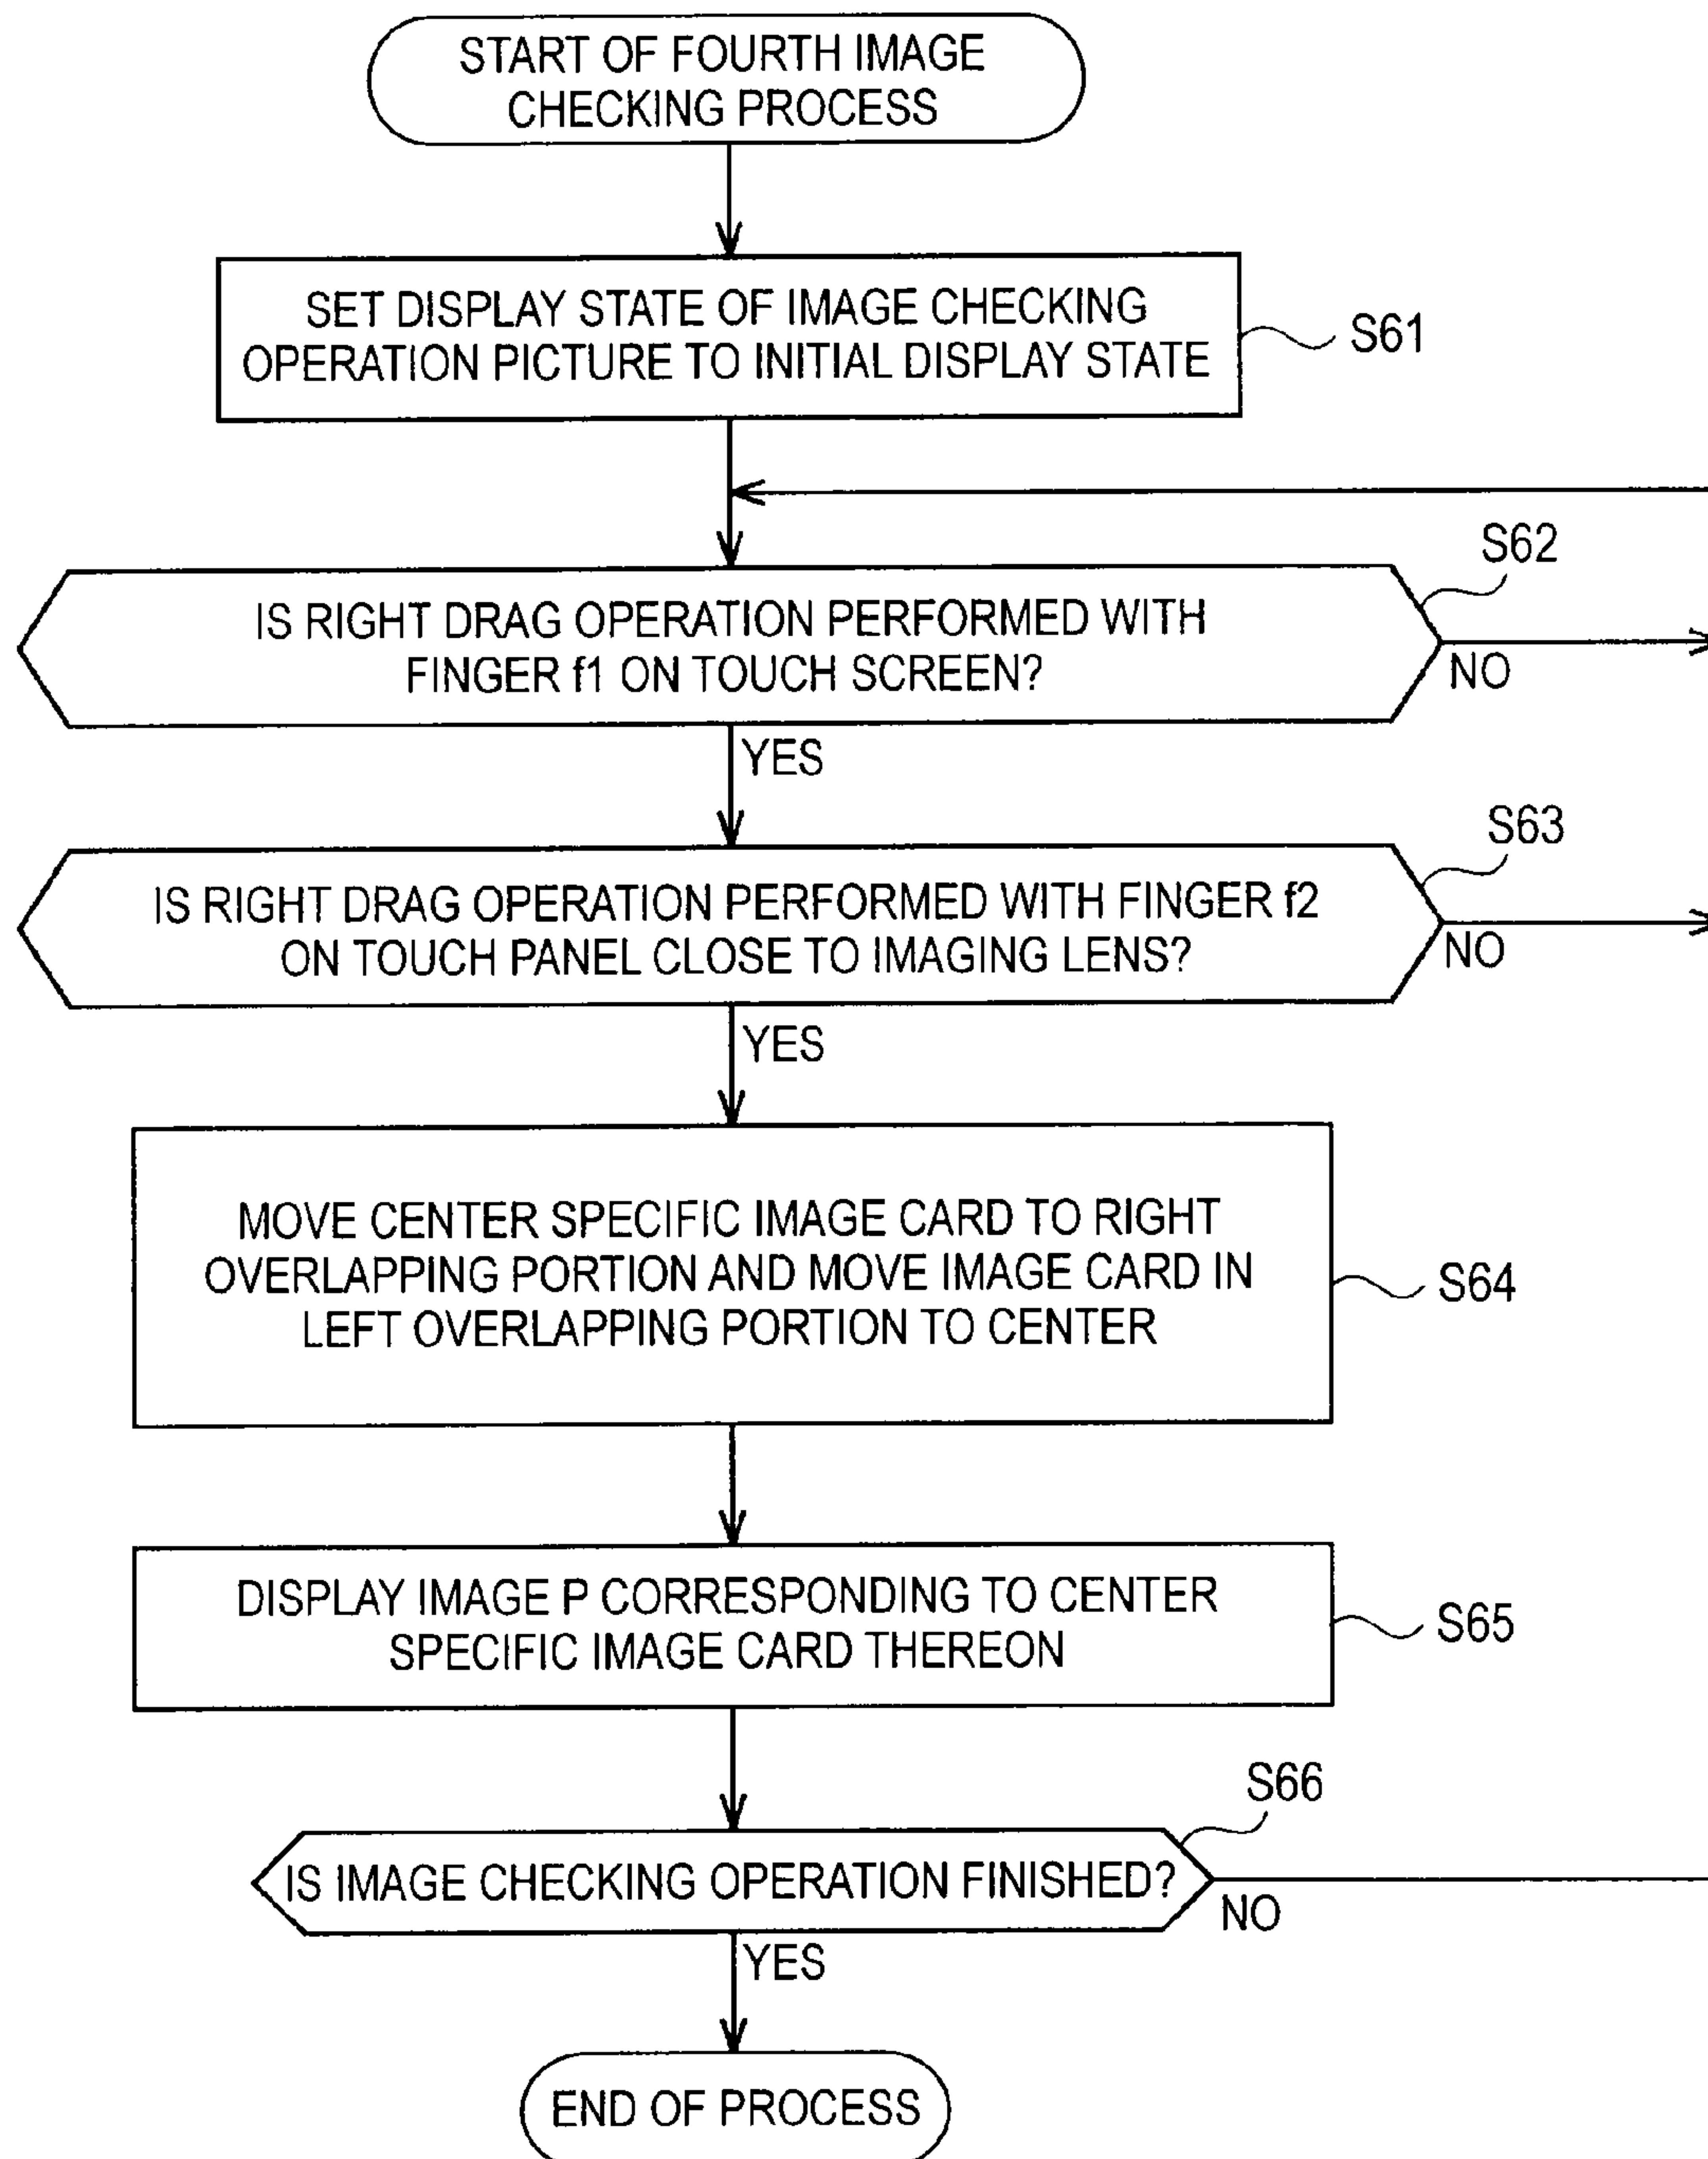 START OF FOURTH IMAGE
CHECKING PROCESS
SET DISPLAY STATE OF IMAGE CHECKING
OPERATION PICTURE TO INITIAL DISPLAY STATE
S61
S62
IS RIGHT DRAG OPERATION PERFORMED WITH
FINGER f1 ON TOUCH SCREEN?
NO
YES
S63
IS RIGHT DRAG OPERATION PERFORMED WITH FINGER f2
ON TOUCH PANEL CLOSE TO IMAGING LENS?
NO
YES
MOVE CENTER SPECIFIC IMAGE CARD TO RIGHT
OVERLAPPING PORTION AND MOVE IMAGE CARD IN
LEFT OVERLAPPING PORTION TO CENTER
S64
DISPLAY IMAGE P CORRESPONDING TO CENTER
SPECIFIC IMAGE CARD THEREON
S65
S66
IS IMAGE CHECKING OPERATION FINISHED?
NO
YES
END OF PROCESS